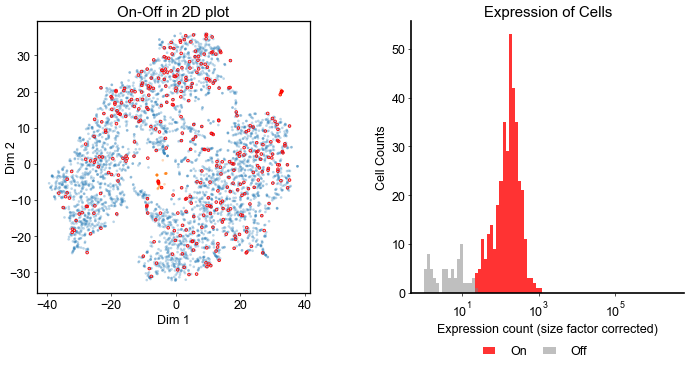 On-Off in 2D plot
30
20
10
0
−10
−20
−30
−40
−20
0
20
40
Dim 1
Dim 2
Expression of Cells
50
40
30
20
10
0
10^1
10^3
10^5
Cell Counts
Expression count (size factor corrected)
On
Off